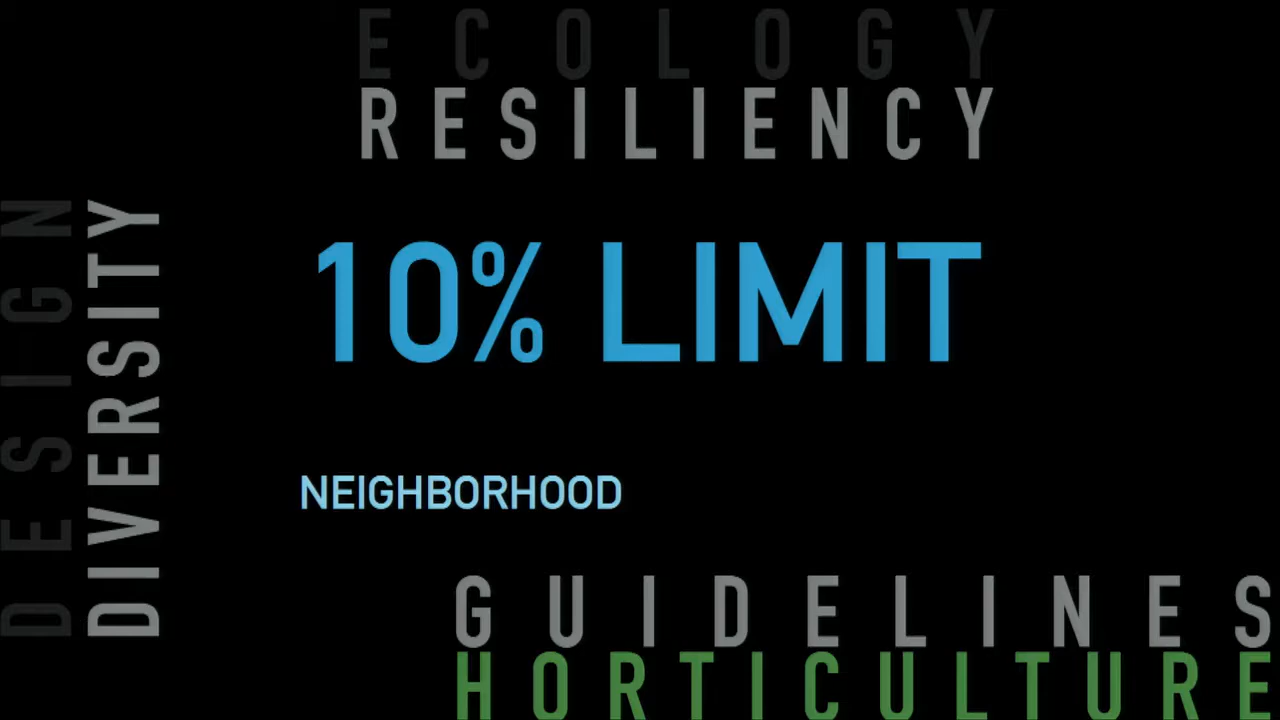 ECOLOGY
RESILIENCY
DESIGN
DIVERSITY
10% LIMIT
NEIGHBORHOOD
GUIDELINES
HORTICULTURE